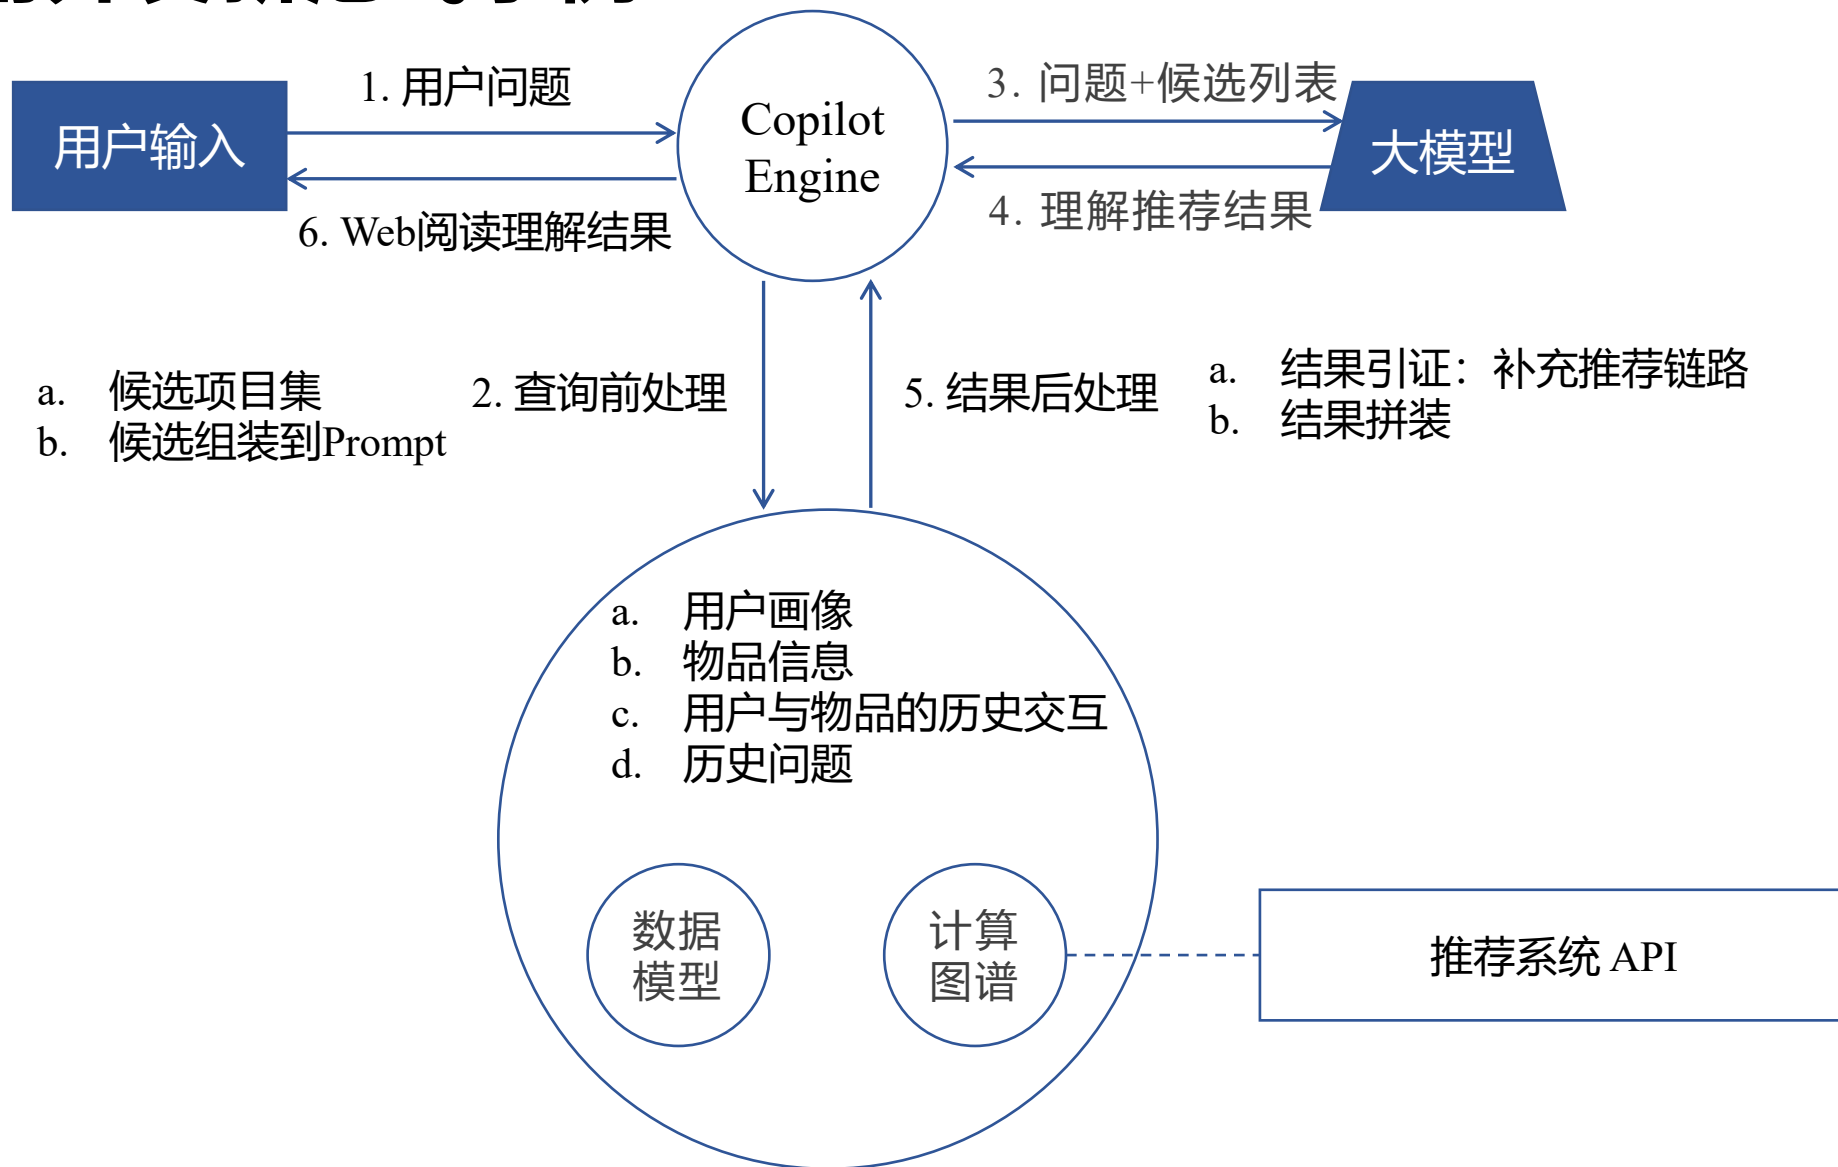 1. 用户问题
用户输入
6. Web阅读理解结果
Copilot
Engine
3. 问题+候选列表
大模型
4. 理解推荐结果
a. 候选项目集
b. 候选组装到Prompt
2. 查询前处理
5. 结果后处理
a. 结果引证：补充推荐链路
b. 结果拼装
a. 用户画像
b. 物品信息
c. 用户与物品的历史交互
d. 历史问题
数据
模型
计算
图谱
推荐系统 API